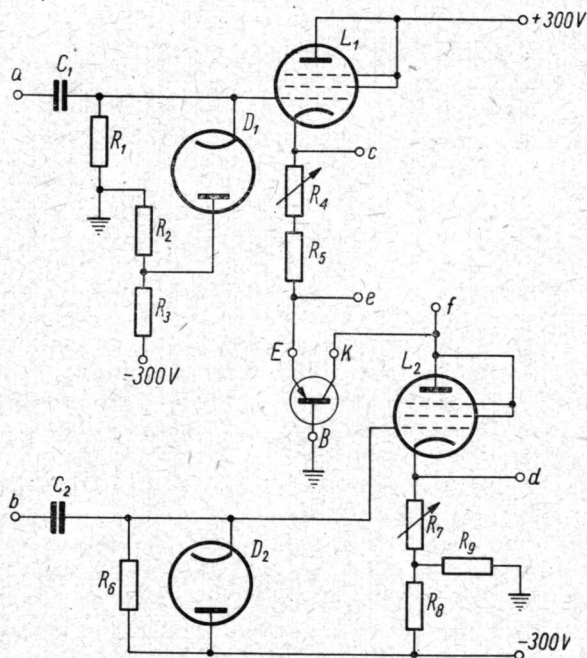 +300V
L₁
C₁
a
D₁
R₁
c
R₄
R₂
R₅
R₃
e
f
-300V
E
K
L₂
B
d
b
C₂
R₇
R₉
D₂
R₆
R₈
-300V